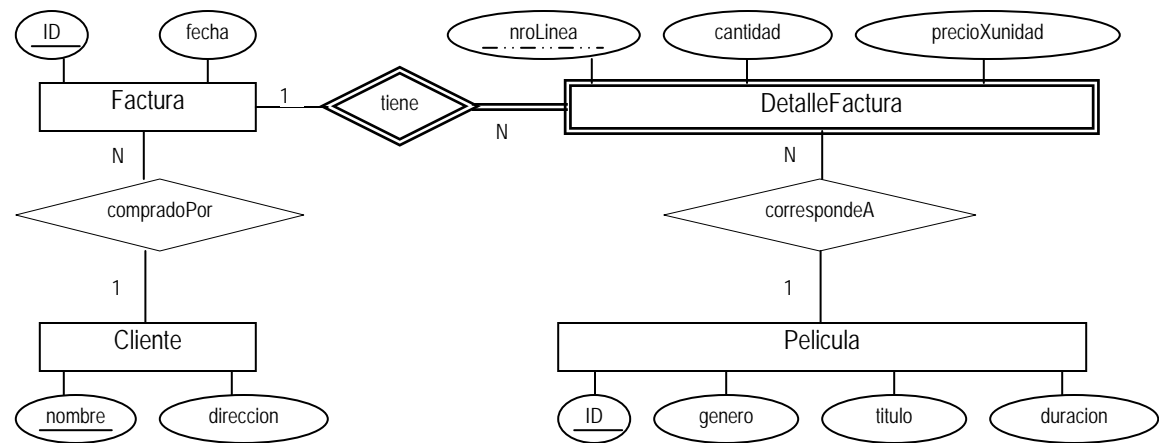 ID
fecha
nroLinea
cantidad
precioXunidad
Factura
1
tiene
N
DetalleFactura
N
N
compradoPor
correspondeA
1
1
Cliente
Pelicula
nombre
direccion
ID
genero
titulo
duracion